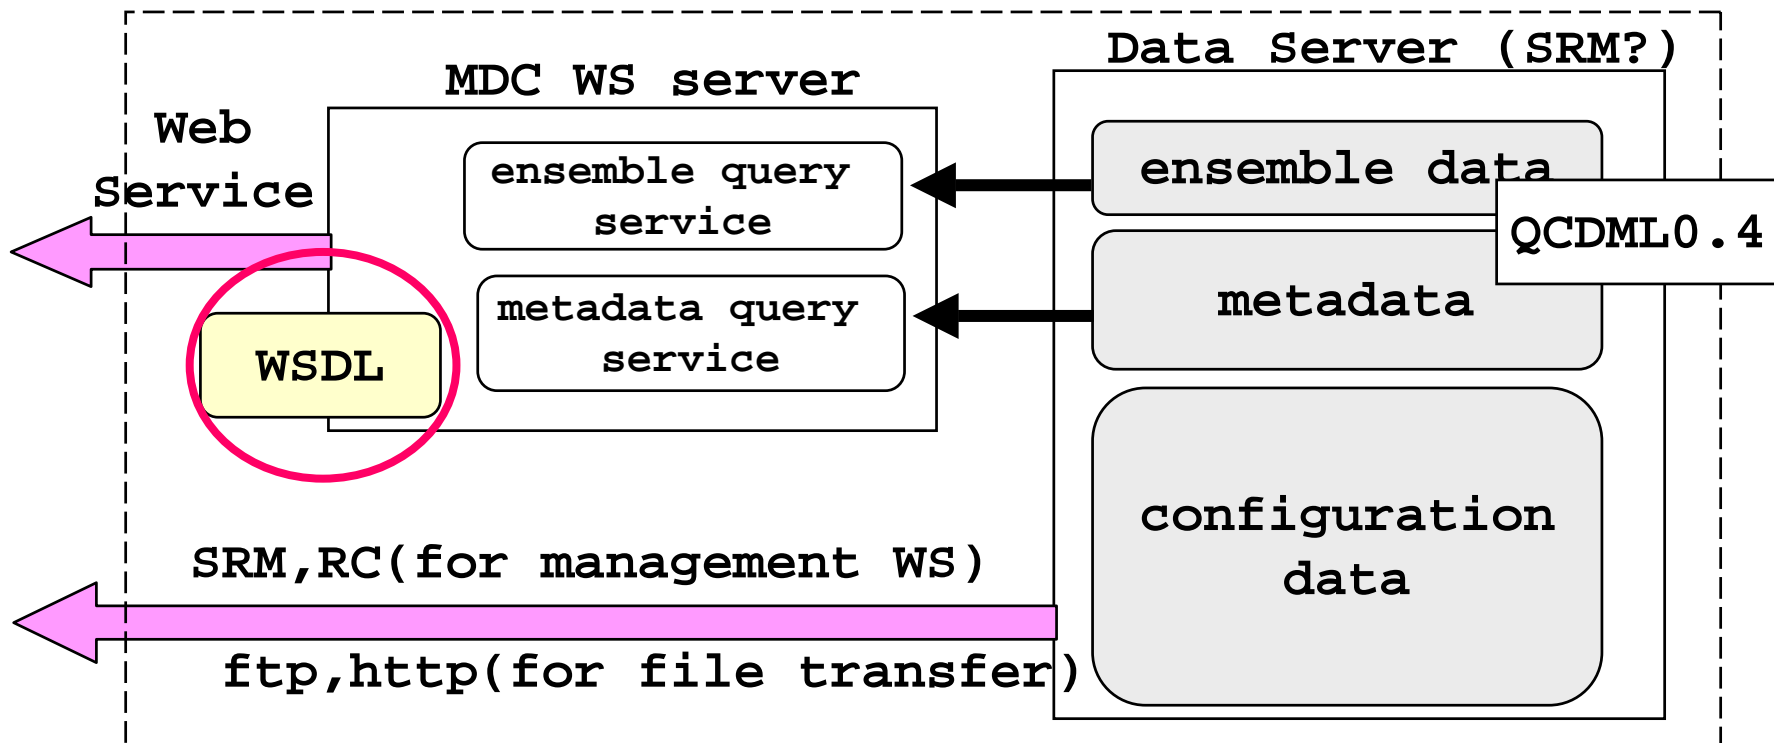 Data Server (SRM?)
MDC WS server
Web
Service
ensemble query
service
ensemble data
QCDML0.4
metadata query
service
metadata
WSDL
configuration
data
SRM,RC(for management WS)
ftp,http(for file transfer)